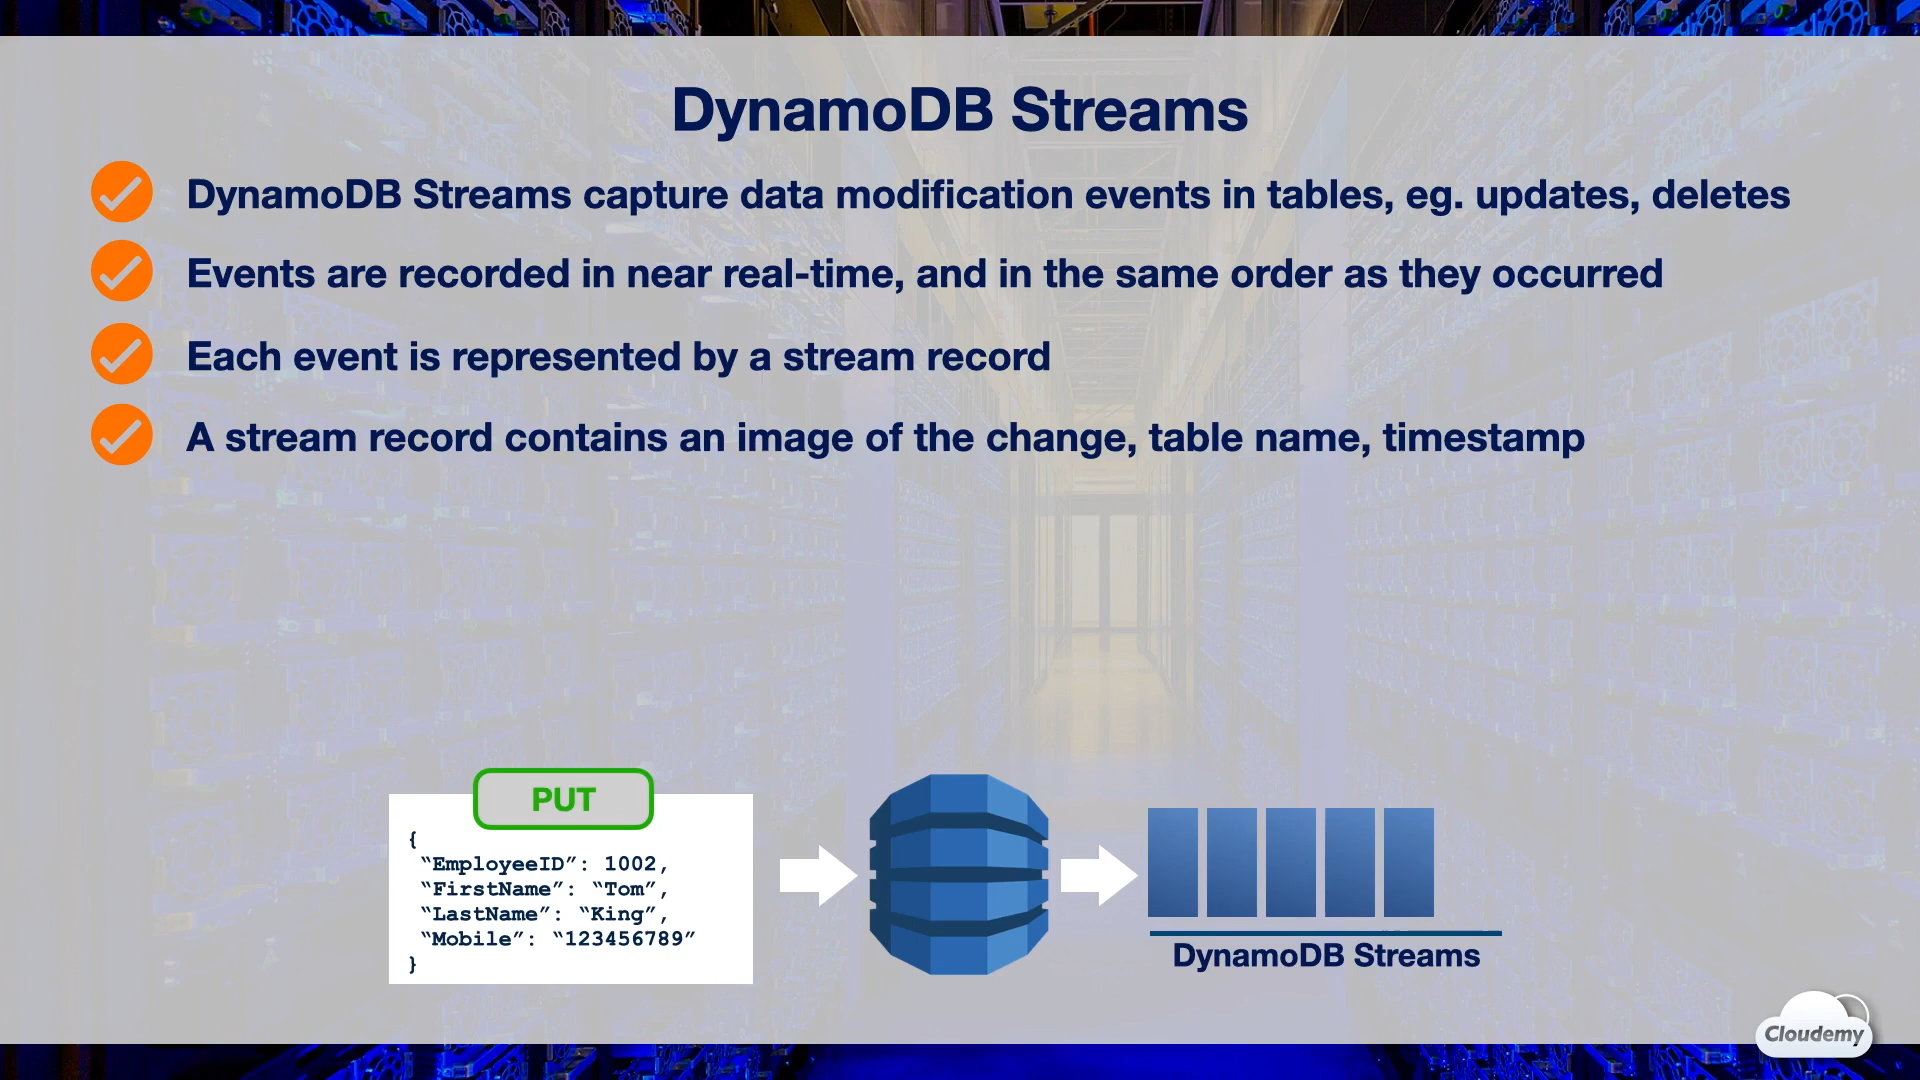 DynamoDB Streams
DynamoDB Streams capture data modification events in tables, eg. updates, deletes
Events are recorded in near real-time, and in the same order as they occurred
Each event is represented by a stream record
A stream record contains an image of the change, table name, timestamp
PUT
{
“EmployeeID”: 1002,
“FirstName”: “Tom”,
“LastName”: “King”,
“Mobile”: “123456789”
}
DynamoDB Streams
Cloudemy